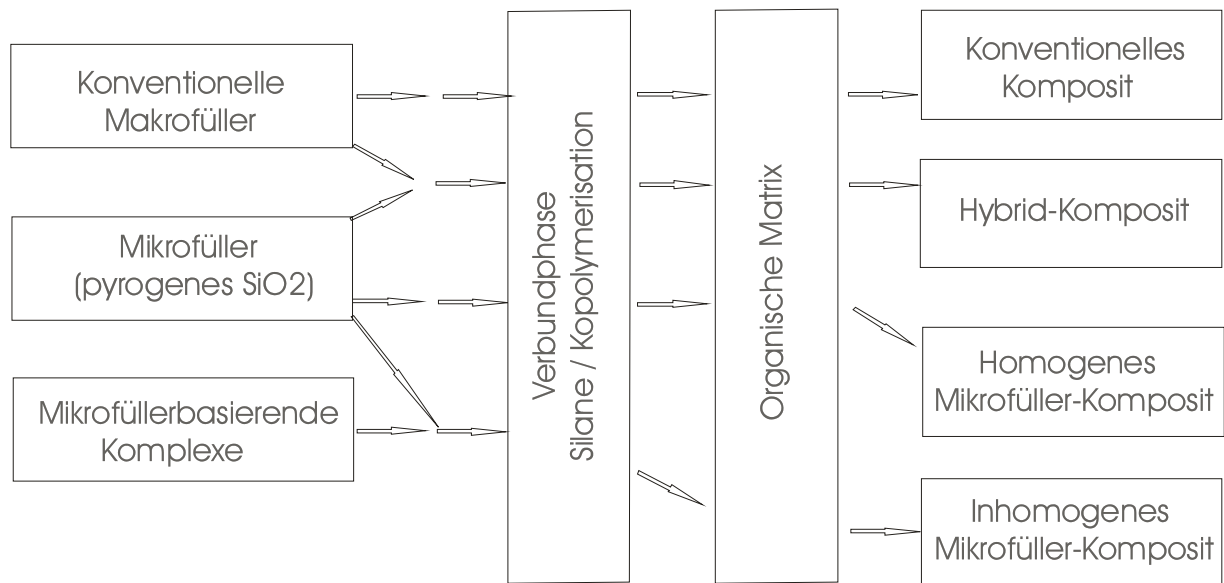 Konventionelle
Makrofüller
Mikrofüller
(pyrogenes SiO2)
Mikrofüllerbasierende
Komplexe
Verbundphase
Silane / Kopolymerisation
Organische Matrix
Konventionelles
Komposit
Hybrid-Komposit
Homogenes
Mikrofüller-Komposit
Inhomogenes
Mikrofüller-Komposit